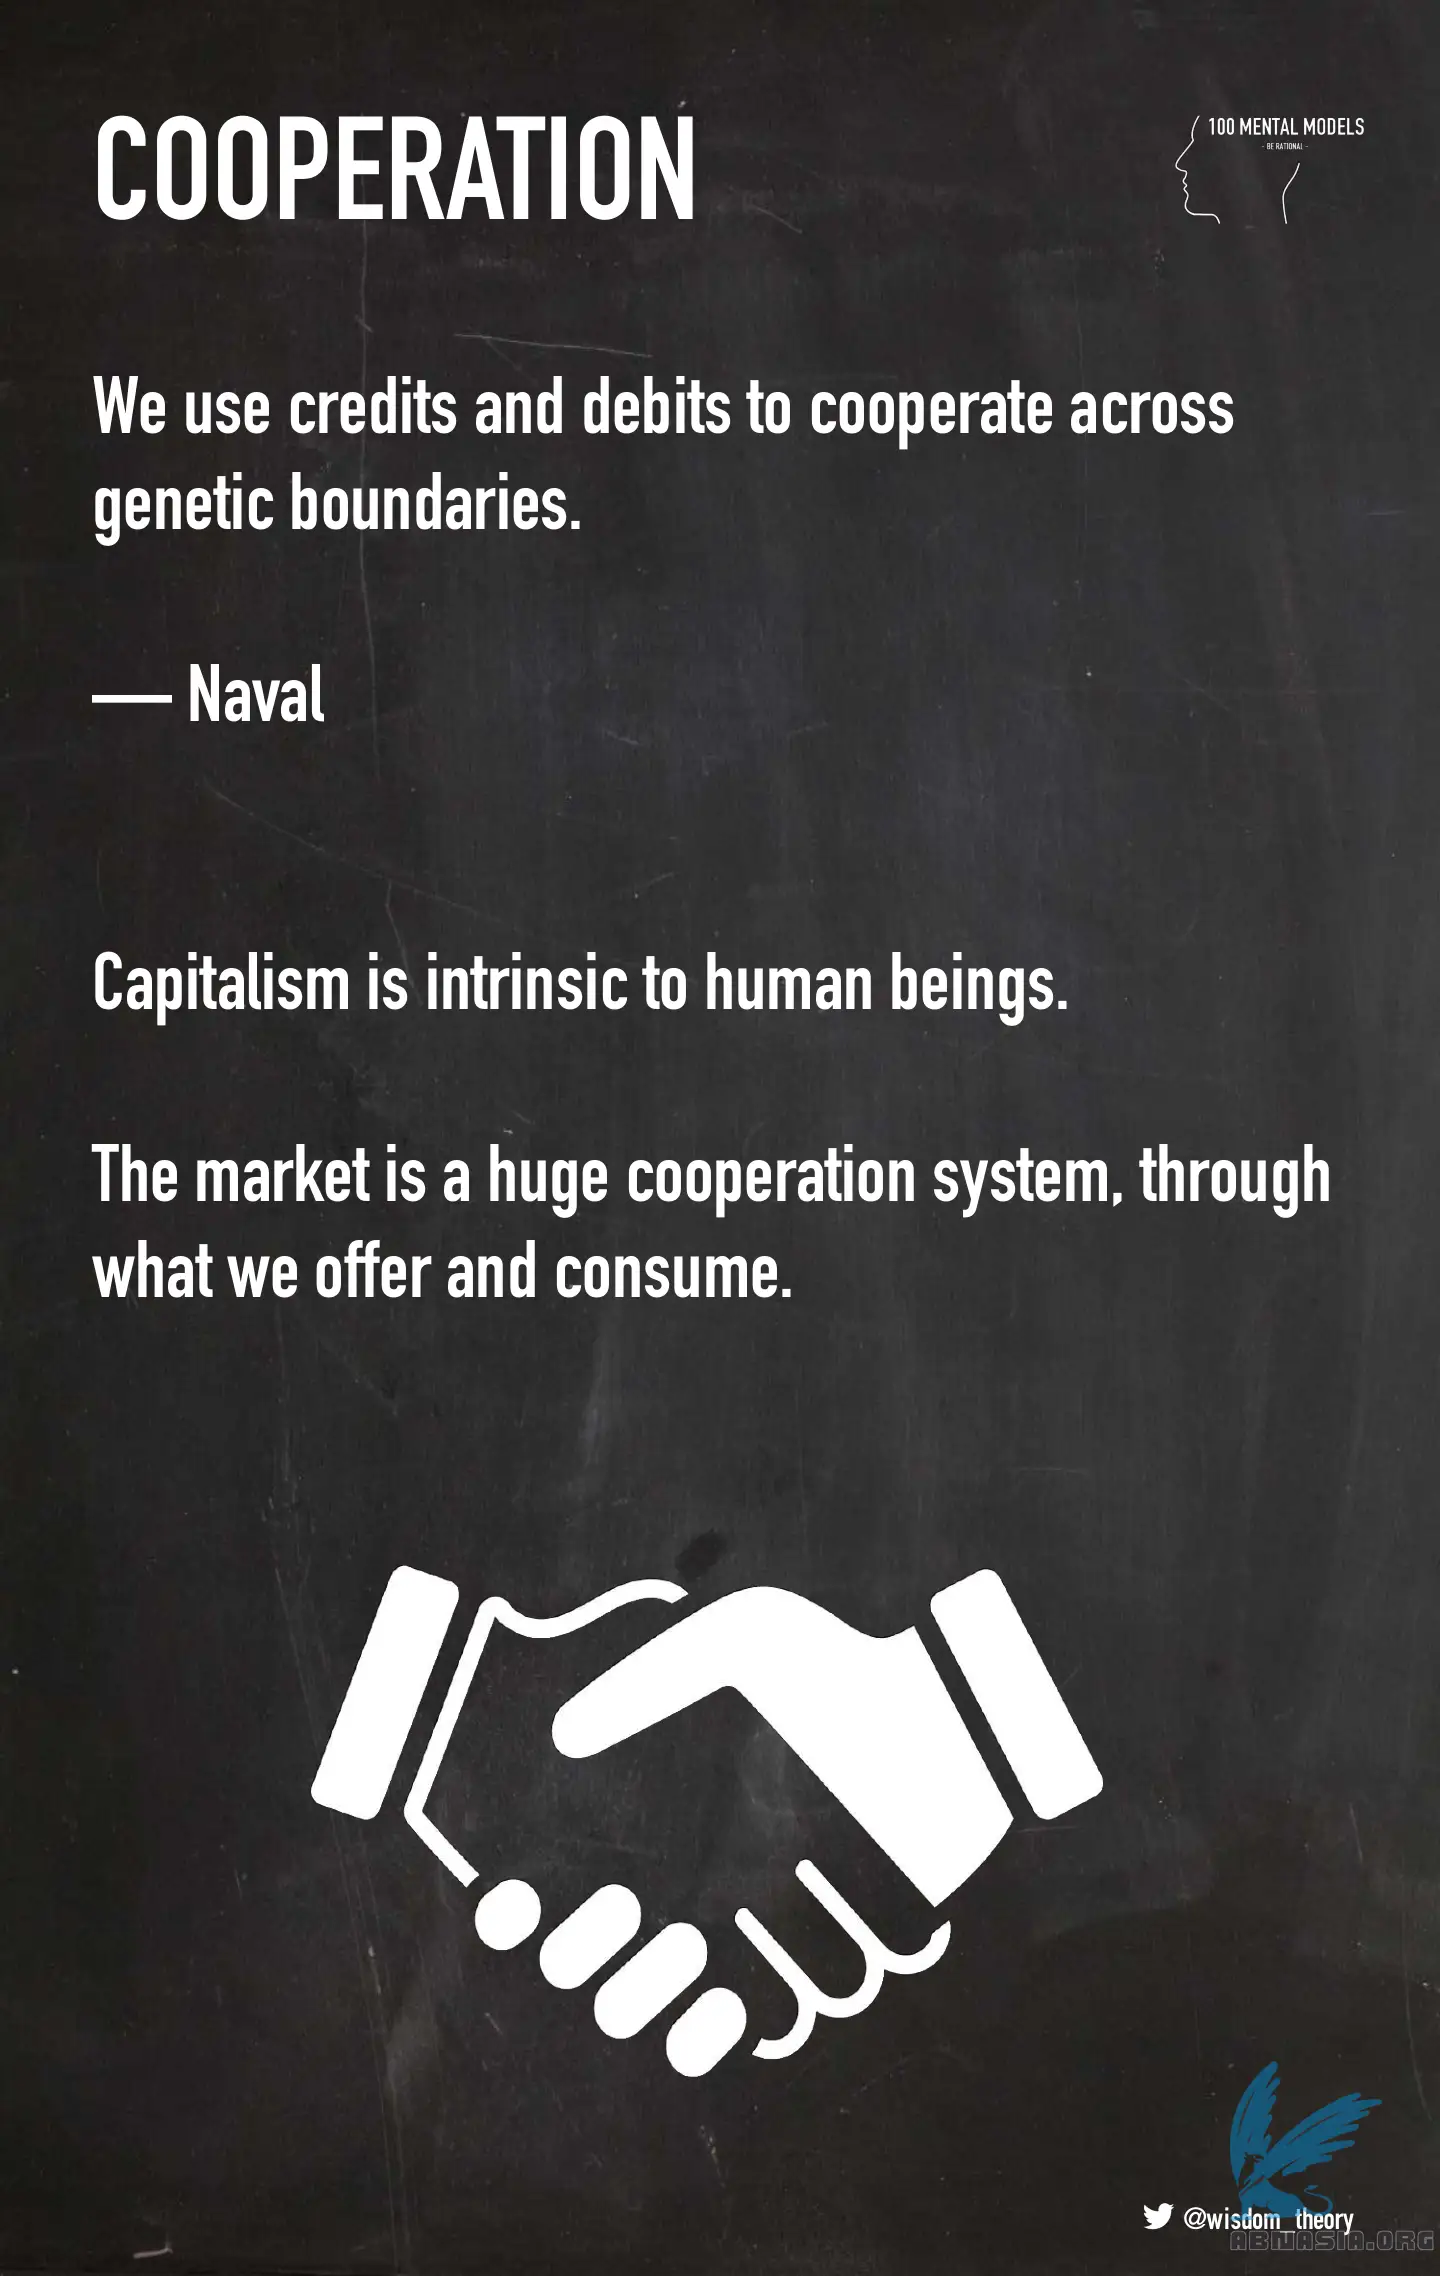 COOPERATION
100 MENTAL MODELS
- BE RATIONAL -
We use credits and debits to cooperate across
genetic boundaries.
— Naval
Capitalism is intrinsic to human beings.
The market is a huge cooperation system, through
what we offer and consume.
@wisdom_theory
ABNASIA.ORG